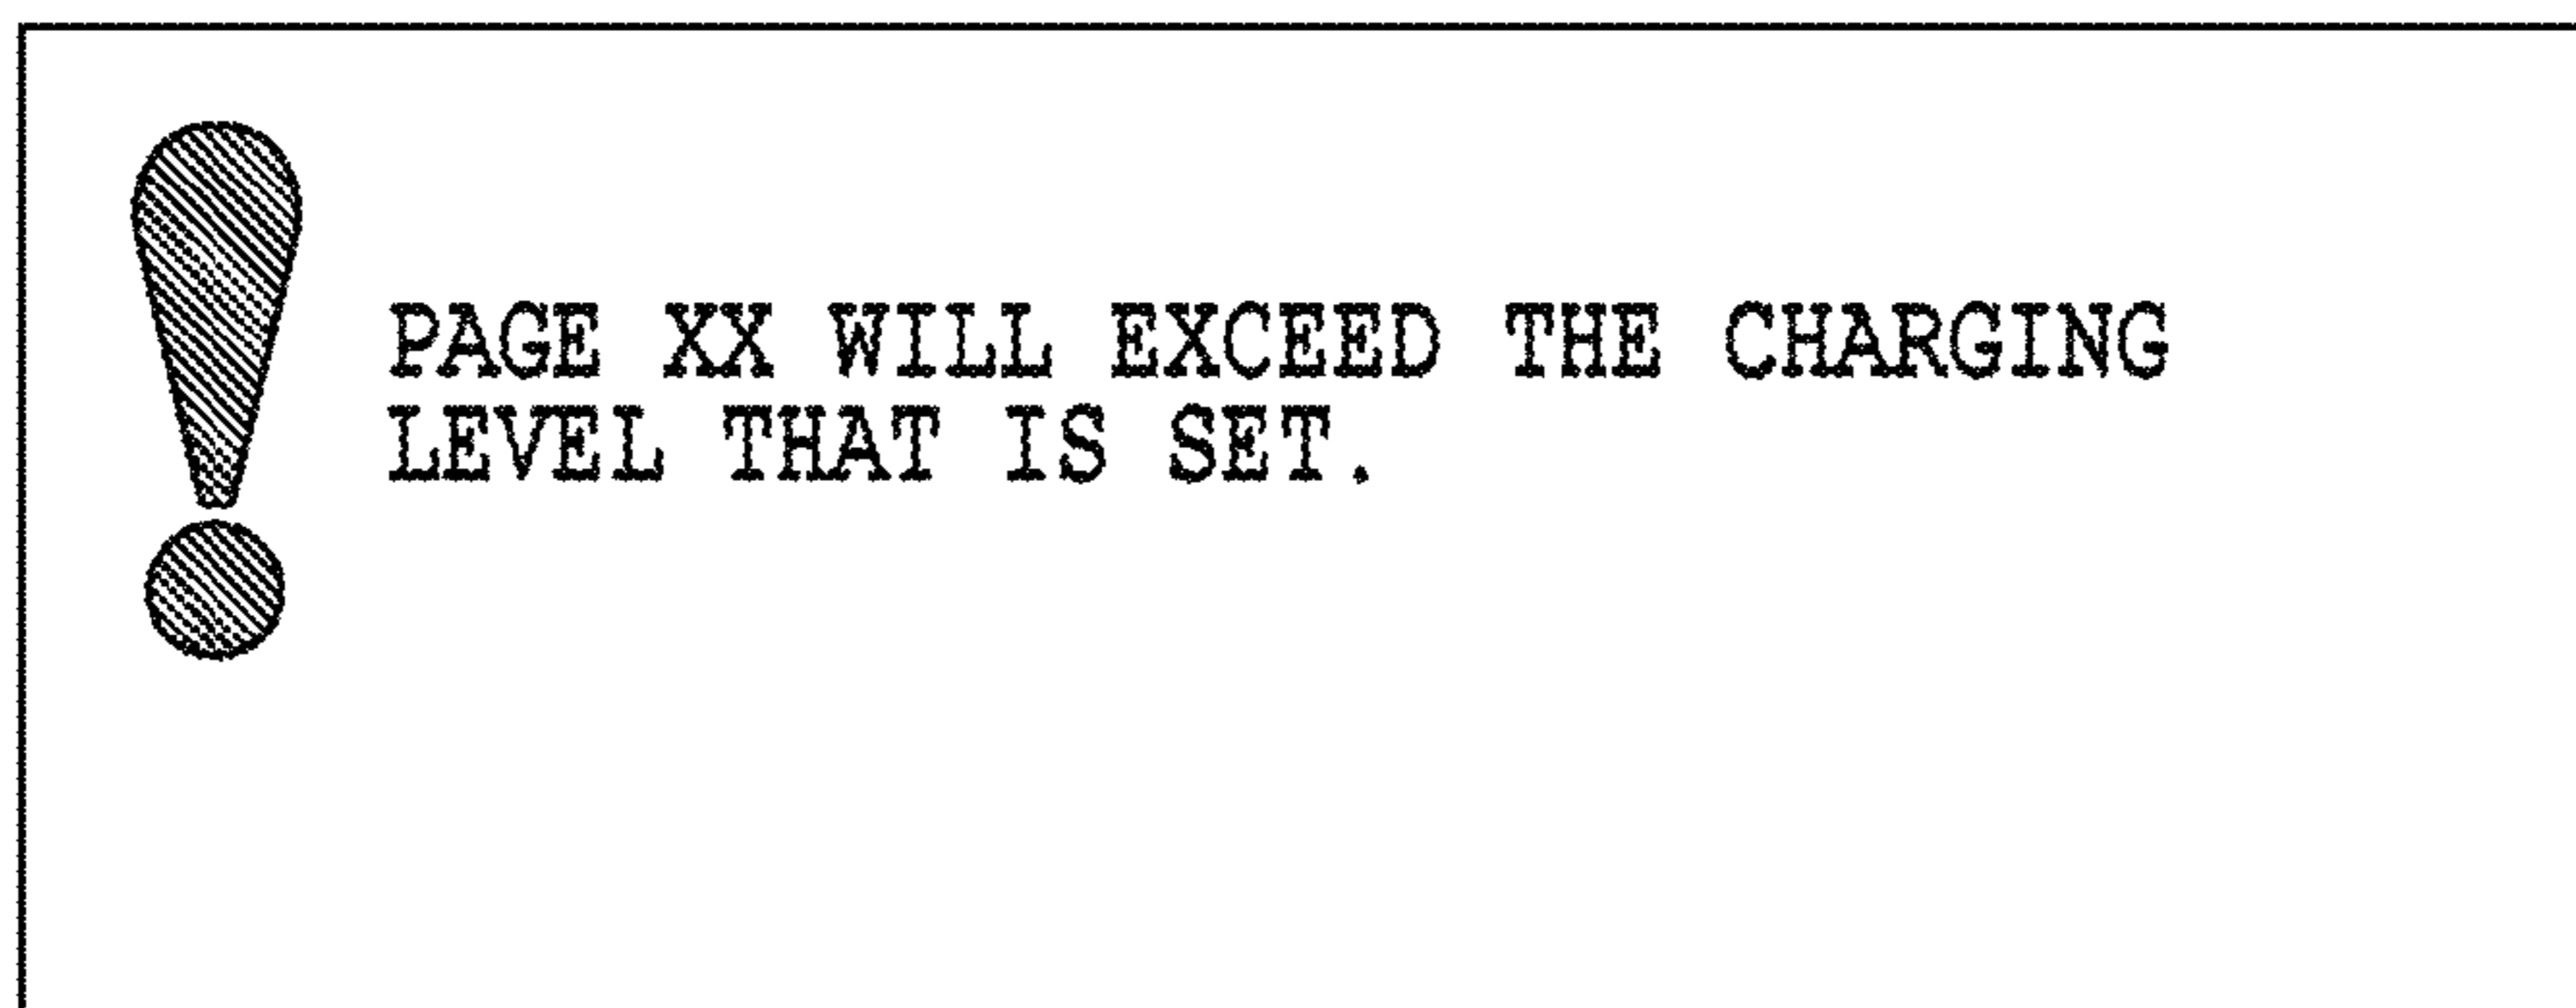 PAGE XX WILL EXCEED THE CHARGING
LEVEL THAT IS SET.